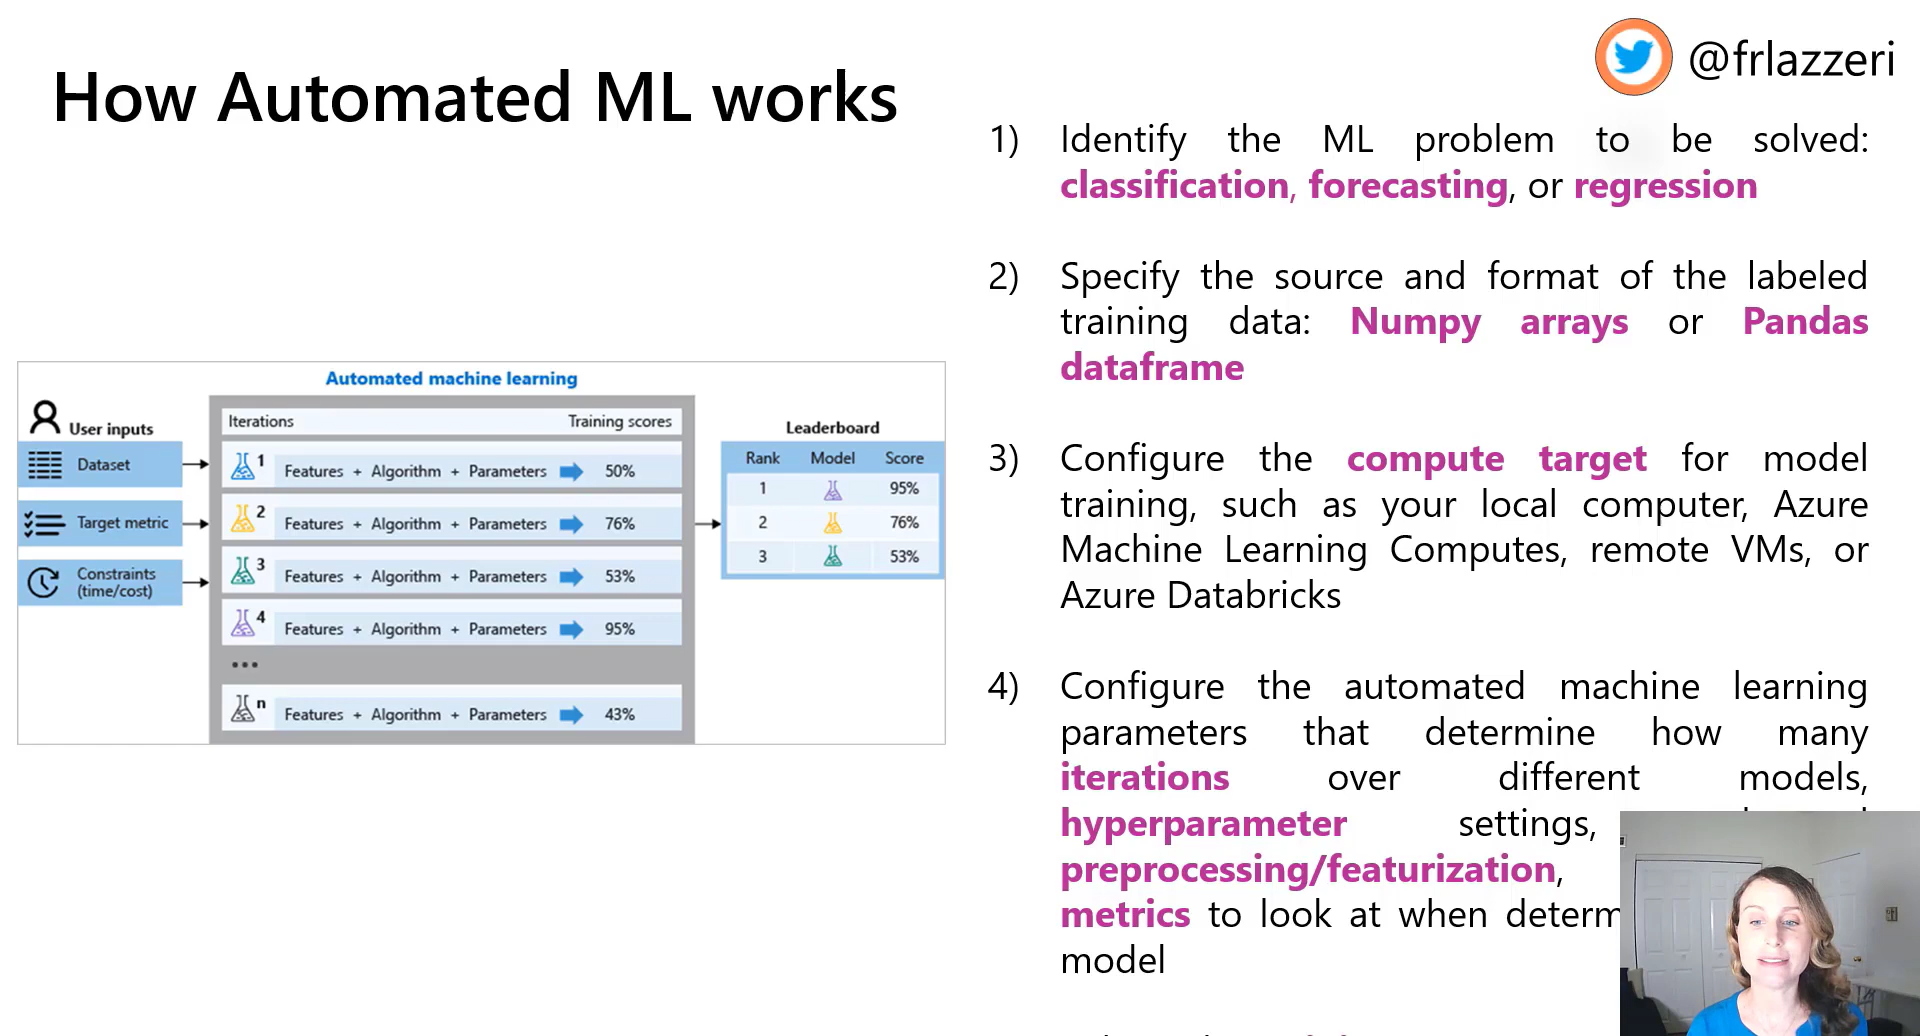 How Automated ML works
@frlazzeri
1) Identify the ML problem to be solved:
classification, forecasting, or regression
2) Specify the source and format of the labeled
training data: Numpy arrays or Pandas
dataframe
3) Configure the compute target for model
training, such as your local computer, Azure
Machine Learning Computes, remote VMs, or
Azure Databricks
4) Configure the automated machine learning
parameters that determine how many
iterations over different models,
hyperparameter settings,
preprocessing/featurization,
metrics to look at when
model
Automated machine learning
User inputs
Dataset
Target metric
Constraints
(time/cost)
Iterations Training scores
1 Features + Algorithm + Parameters 50%
2 Features + Algorithm + Parameters 76%
3 Features + Algorithm + Parameters 53%
4 Features + Algorithm + Parameters 95%
...
n Features + Algorithm + Parameters 43%
Leaderboard
Rank Model Score
1 95%
2 76%
3 53%